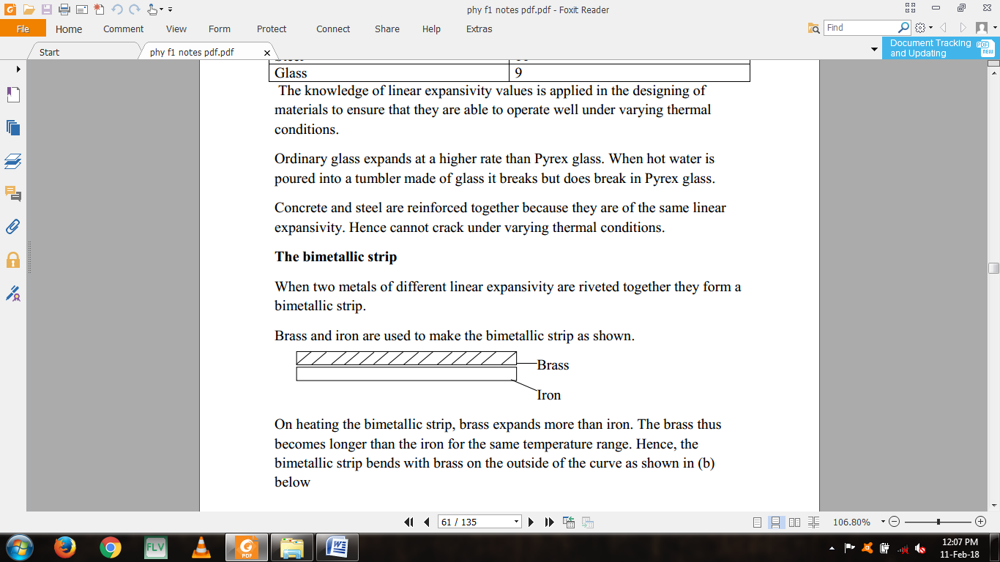 phy f1 notes pdf.pdf - Foxit Reader
File Home Comment View Form Protect Connect Share Help Extras
Find
Document Tracking
and Updating
PDF
NEW
Start
phy f1 notes pdf.pdf
Glass 9
The knowledge of linear expansivity values is applied in the designing of
materials to ensure that they are able to operate well under varying thermal
conditions.
Ordinary glass expands at a higher rate than Pyrex glass. When hot water is
poured into a tumbler made of glass it breaks but does break in Pyrex glass.
Concrete and steel are reinforced together because they are of the same linear
expansivity. Hence cannot crack under varying thermal conditions.
The bimetallic strip
When two metals of different linear expansivity are riveted together they form a
bimetallic strip.
Brass and iron are used to make the bimetallic strip as shown.
Brass
Iron
On heating the bimetallic strip, brass expands more than iron. The brass thus
becomes longer than the iron for the same temperature range. Hence, the
bimetallic strip bends with brass on the outside of the curve as shown in (b)
below
61 / 135
106.80%
FLV
PDF
12:07 PM
11-Feb-18